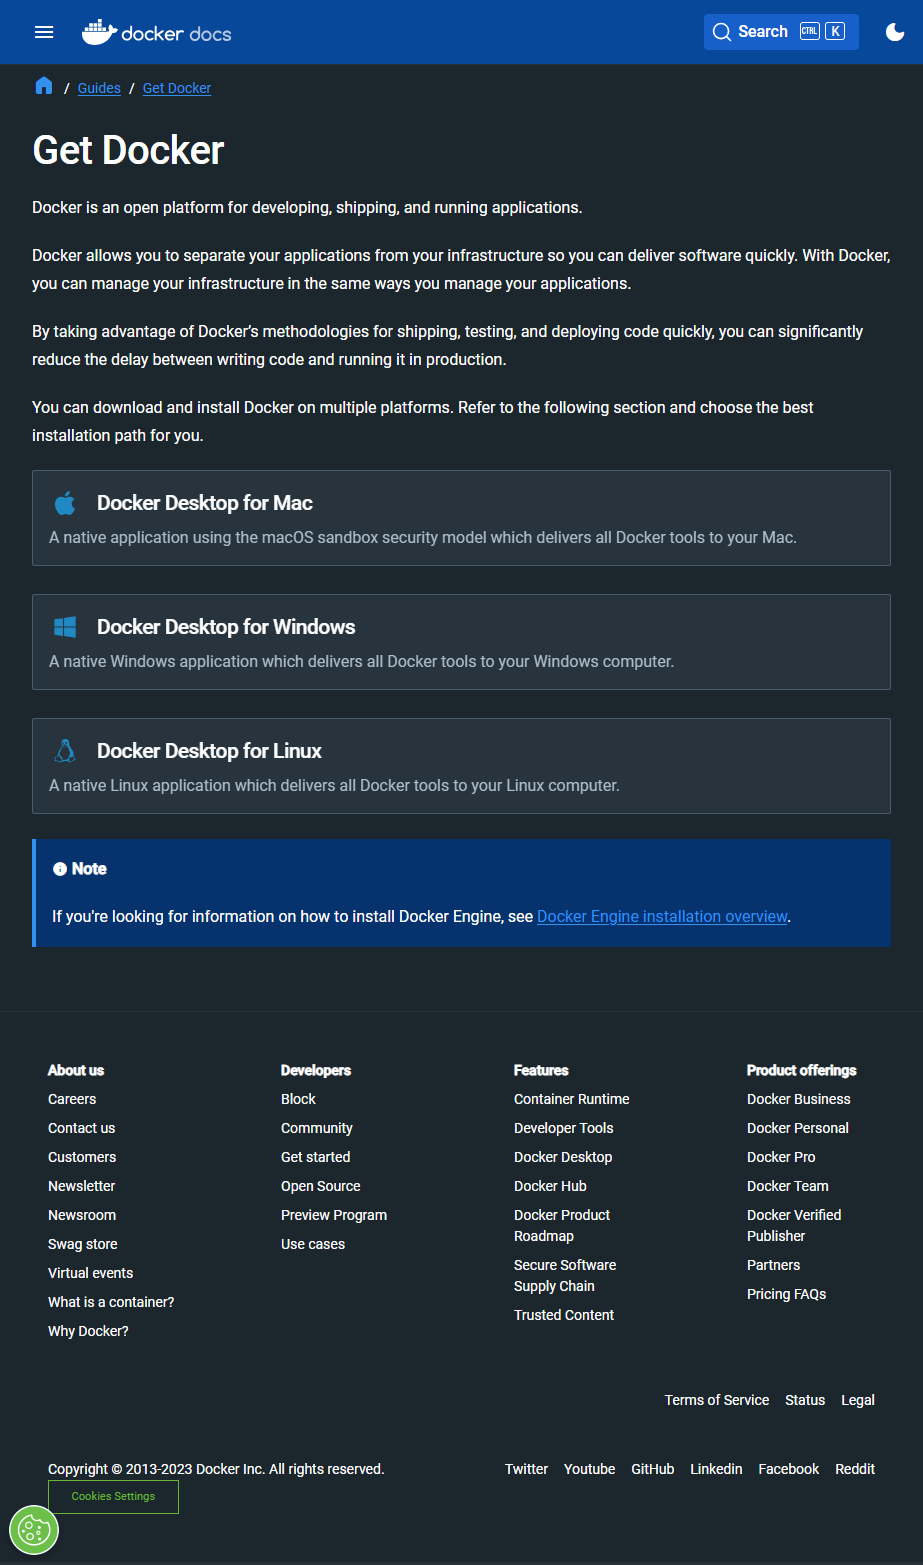 docker docs
Search CTRL K
/ Guides / Get Docker
Get Docker
Docker is an open platform for developing, shipping, and running applications.
Docker allows you to separate your applications from your infrastructure so you can deliver software quickly. With Docker,
you can manage your infrastructure in the same ways you manage your applications.
By taking advantage of Docker’s methodologies for shipping, testing, and deploying code quickly, you can significantly
reduce the delay between writing code and running it in production.
You can download and install Docker on multiple platforms. Refer to the following section and choose the best
installation path for you.
Docker Desktop for Mac
A native application using the macOS sandbox security model which delivers all Docker tools to your Mac.
Docker Desktop for Windows
A native Windows application which delivers all Docker tools to your Windows computer.
Docker Desktop for Linux
A native Linux application which delivers all Docker tools to your Linux computer.
Note
If you're looking for information on how to install Docker Engine, see Docker Engine installation overview.
About us
Careers
Contact us
Customers
Newsletter
Newsroom
Swag store
Virtual events
What is a container?
Why Docker?
Developers
Block
Community
Get started
Open Source
Preview Program
Use cases
Features
Container Runtime
Developer Tools
Docker Desktop
Docker Hub
Docker Product
Roadmap
Secure Software
Supply Chain
Trusted Content
Product offerings
Docker Business
Docker Personal
Docker Pro
Docker Team
Docker Verified
Publisher
Partners
Pricing FAQs
Terms of Service Status Legal
Copyright © 2013-2023 Docker Inc. All rights reserved.
Twitter Youtube GitHub Linkedin Facebook Reddit
Cookies Settings